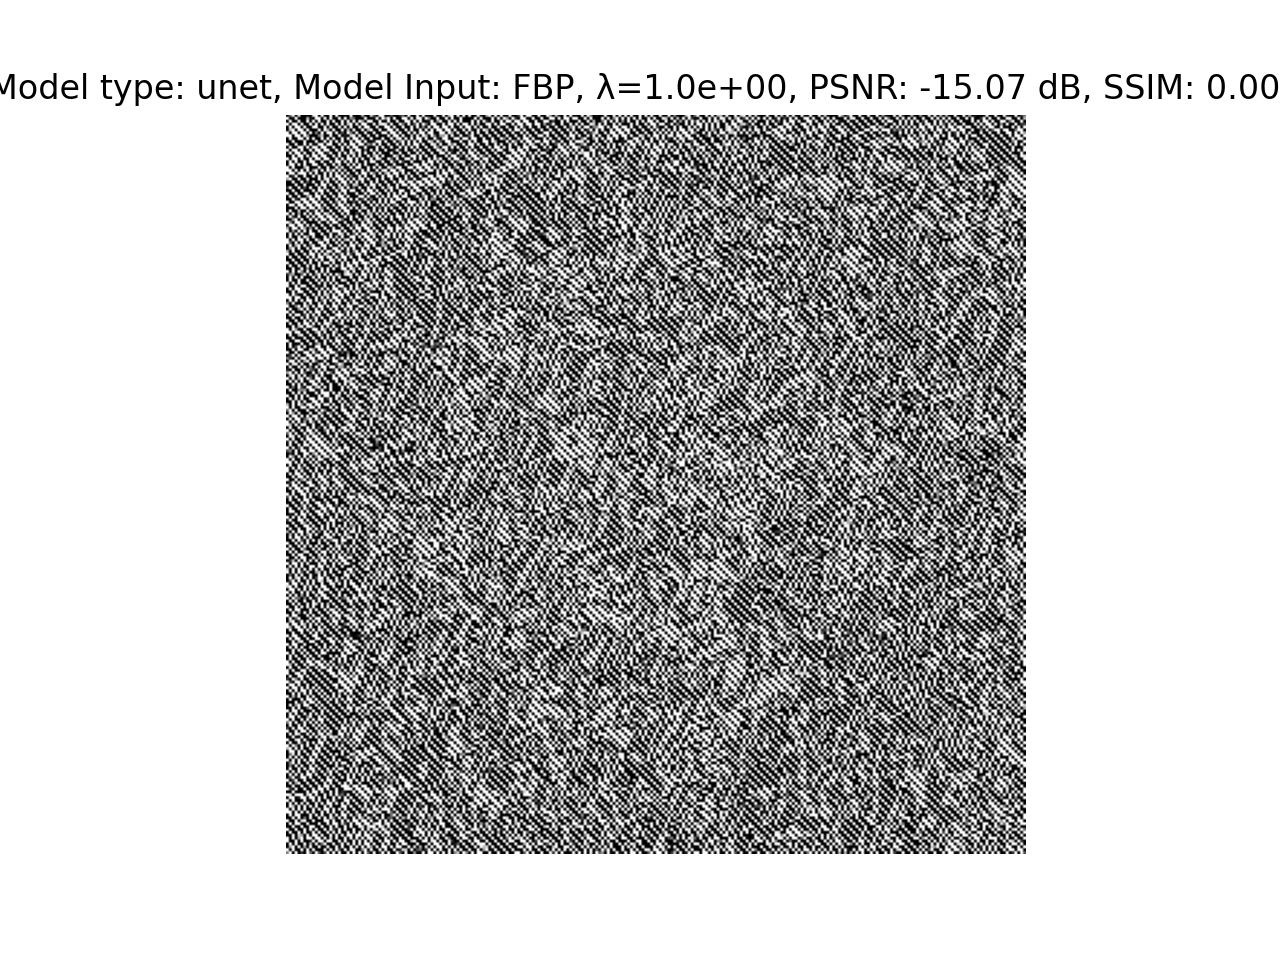 Model type: unet, Model Input: FBP, λ=1.0e+00, PSNR: -15.07 dB, SSIM: 0.00